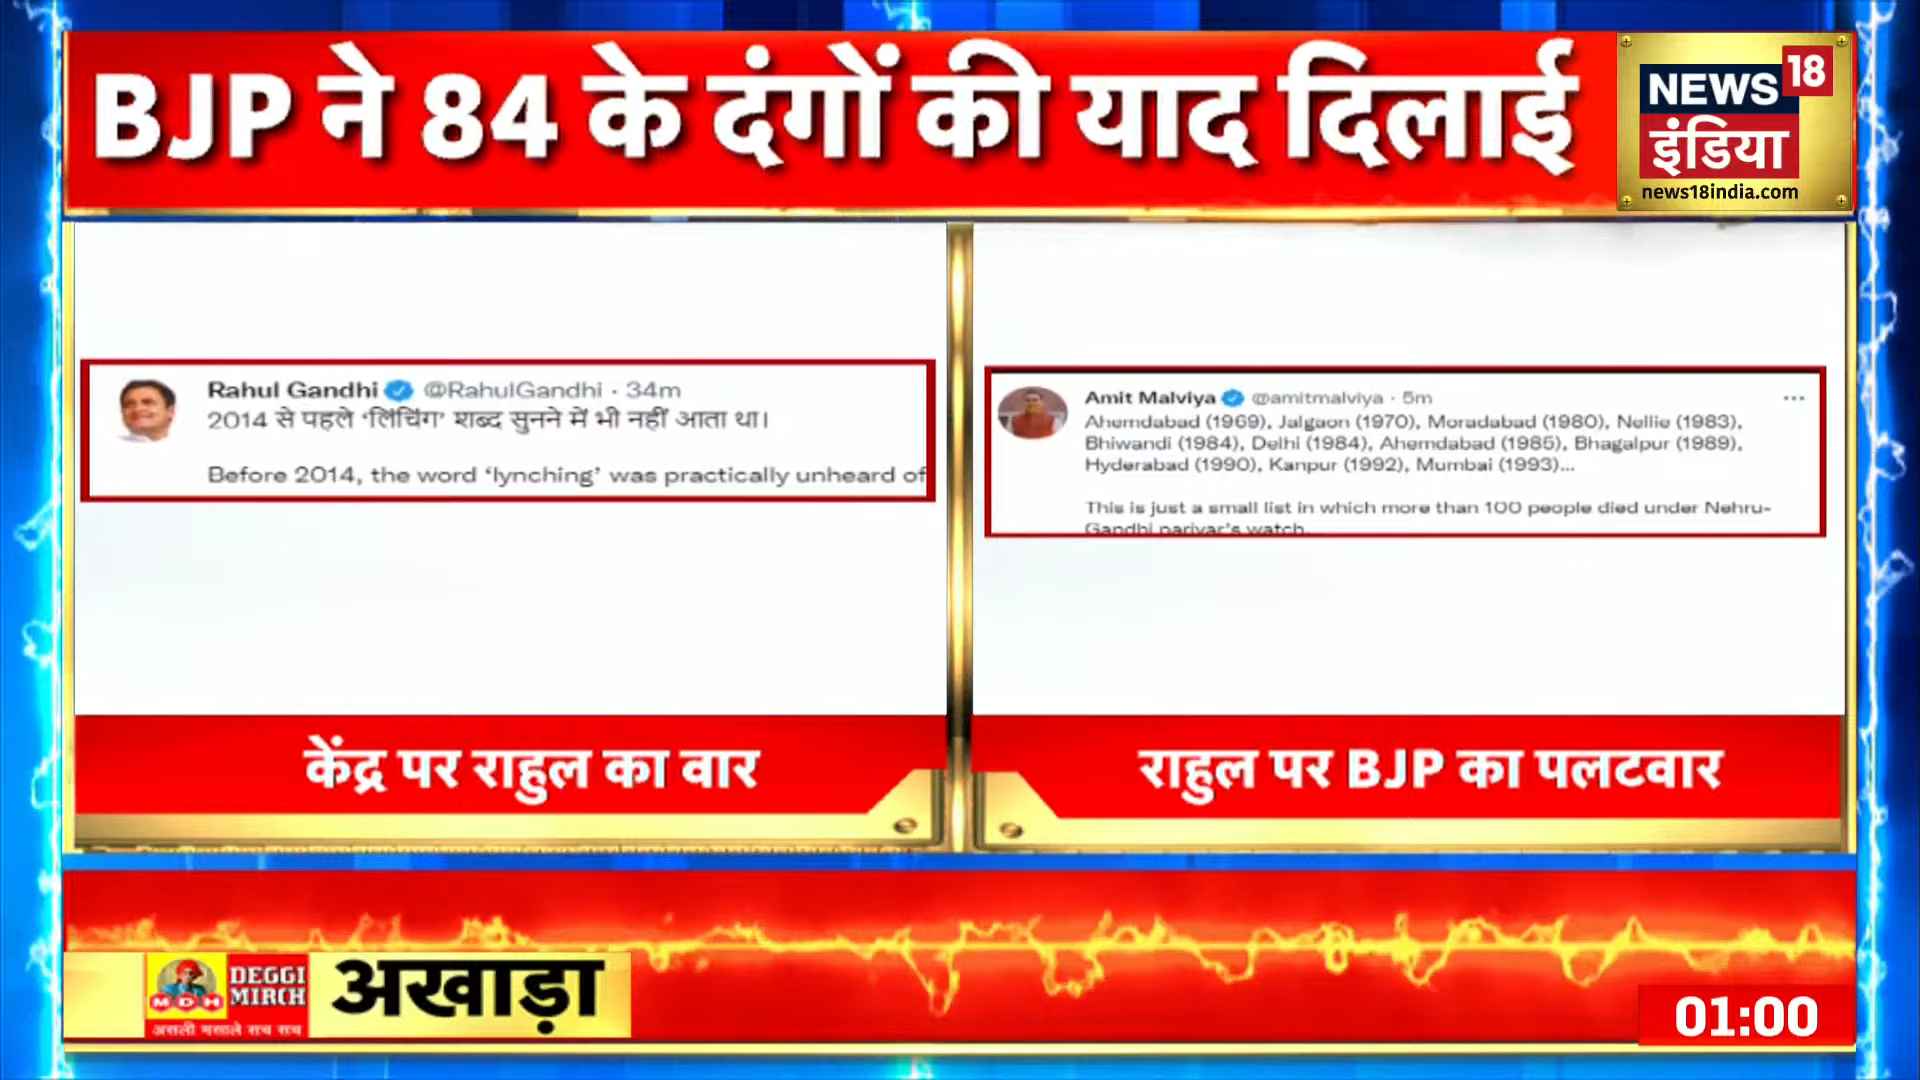 BJP ने 84 के दंगों की याद दिलाई
NEWS 18
इंडिया
news18india.com
Rahul Gandhi @RahulGandhi · 34m
2014 से पहले ‘लिंचिंग’ शब्द सुनने में भी नहीं आता था।
Before 2014, the word ‘lynching’ was practically unheard of
Amit Malviya @amitmalviya · 5m
Ahemdabad (1969), Jalgaon (1970), Moradabad (1980), Nellie (1983),
Bhiwandi (1984), Delhi (1984), Ahemdabad (1985), Bhagalpur (1989),
Hyderabad (1990), Kanpur (1992), Mumbai (1993)...
This is just a small list in which more than 100 people died under Nehru-
Gandhi parivar's watch.
केंद्र पर राहुल का वार
राहुल पर BJP का पलटवार
MDH
DEGGI
MIRCH
असली मसाले सच सच
अखाड़ा
01:00